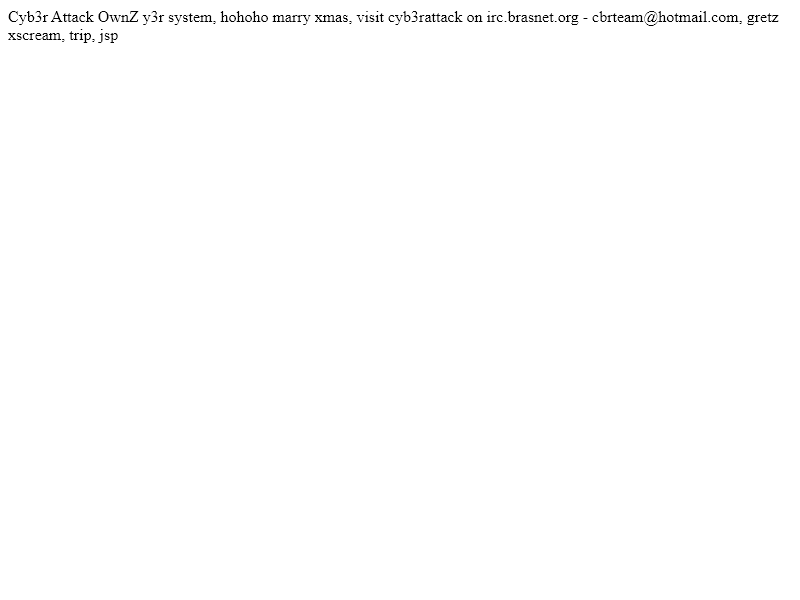 Cyb3r Attack OwnZ y3r system, hohoho marry xmas, visit cyb3rattack on irc.brasnet.org - cbrteam@hotmail.com, gretz
xscream, trip, jsp